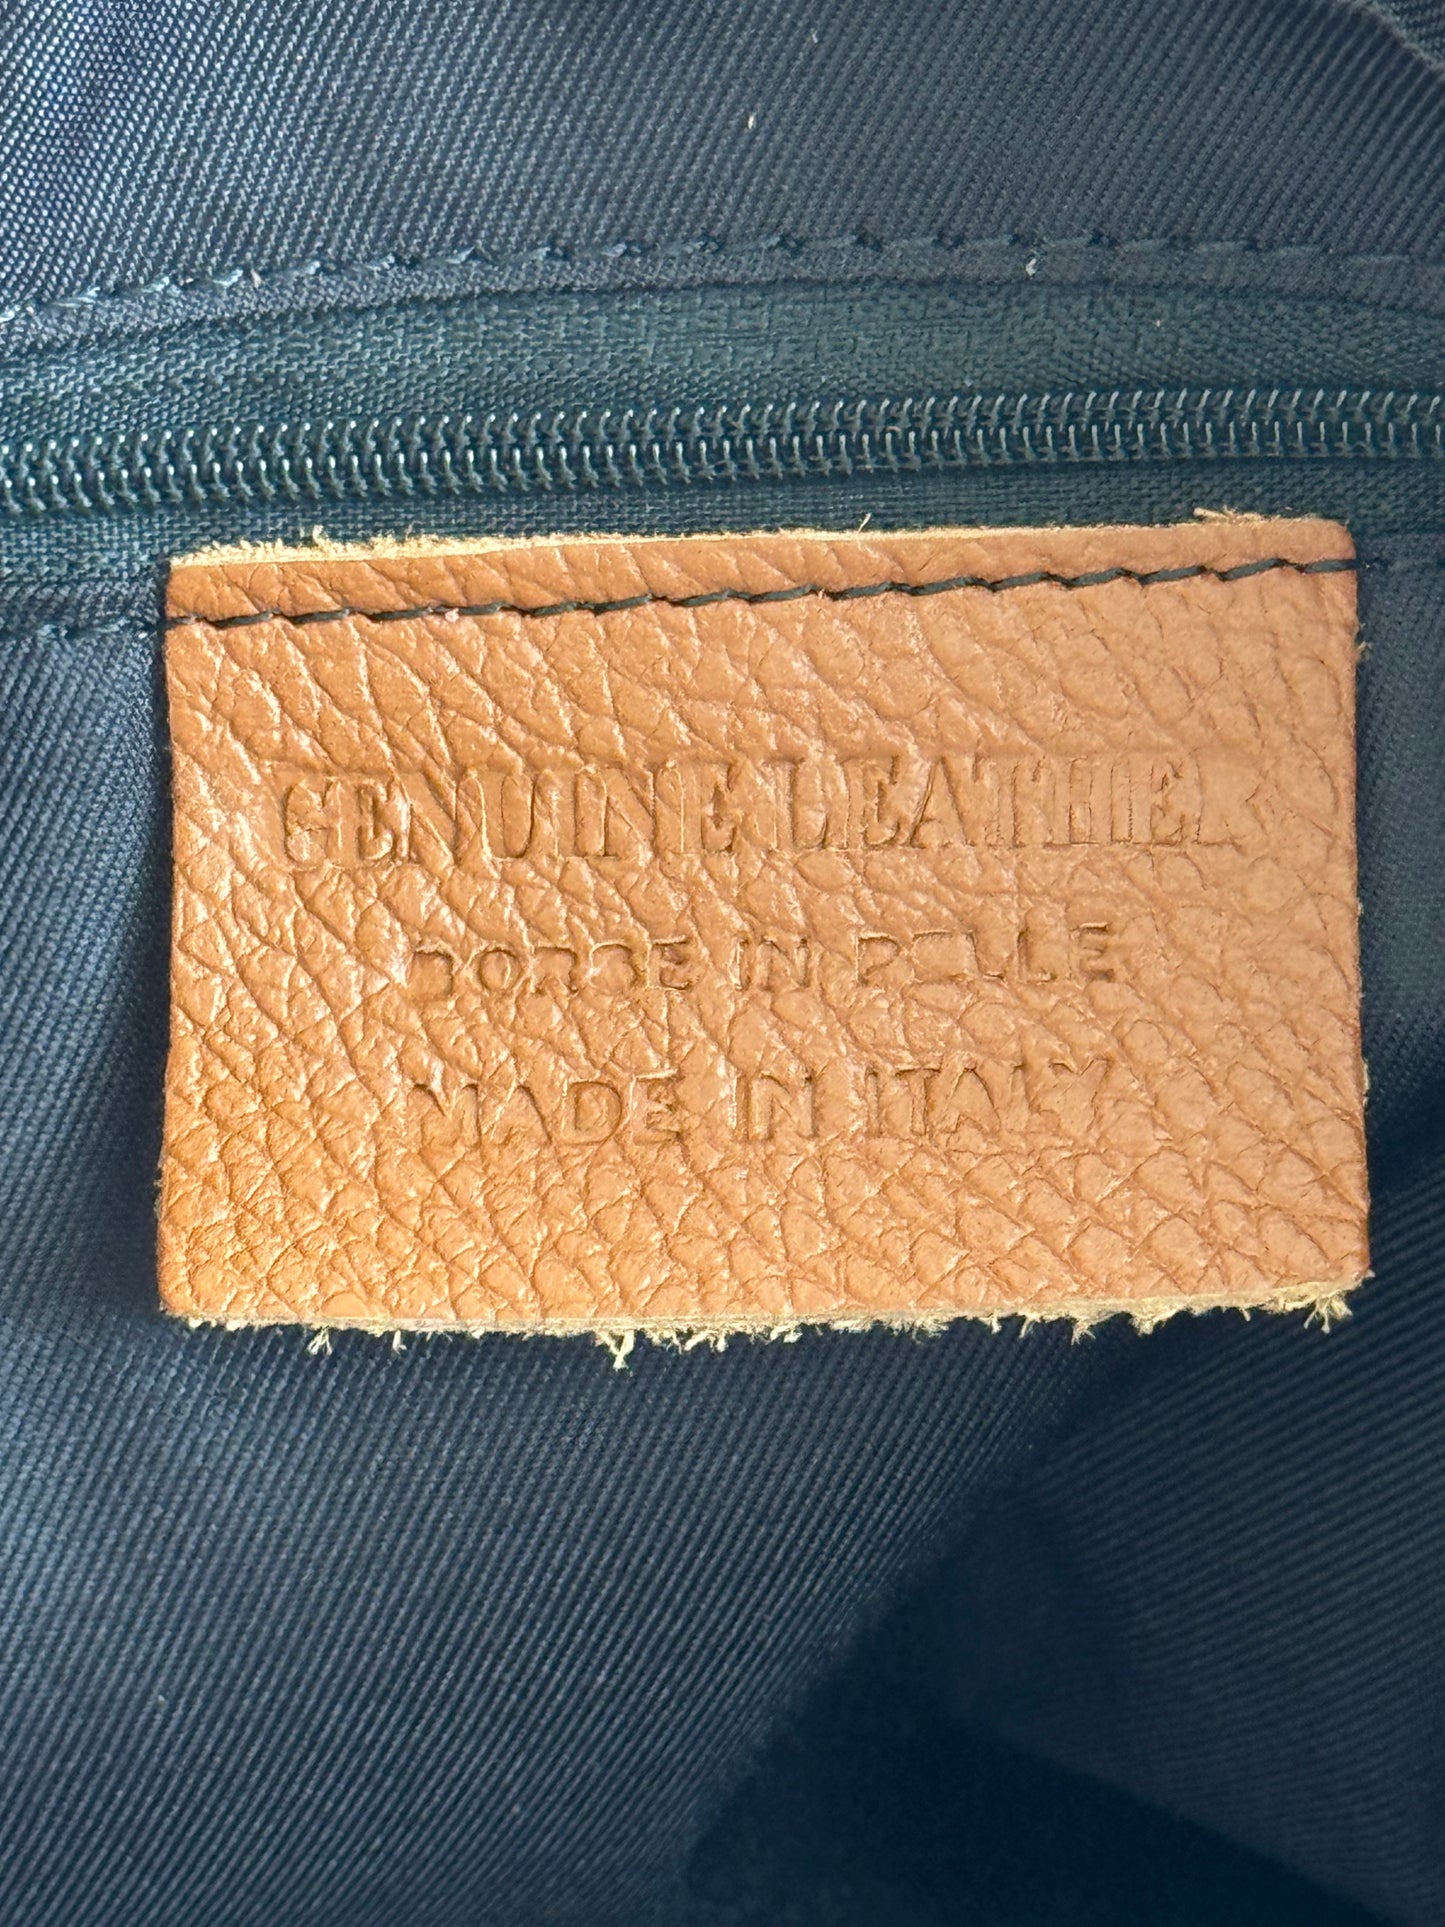 GENUINE LEATHER
BORSE IN PELLE
MADE IN ITALY